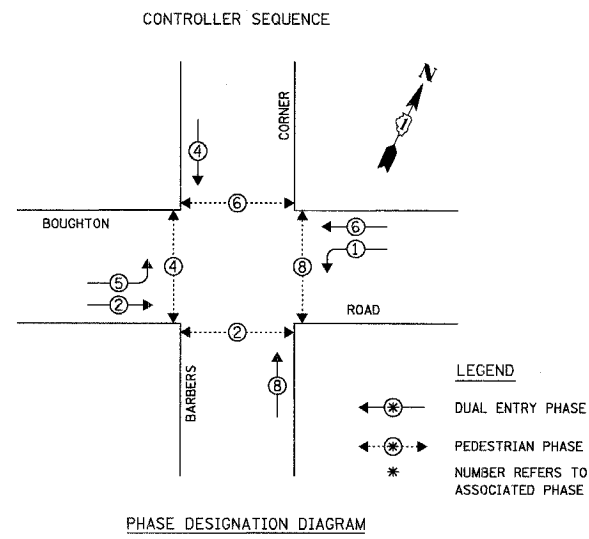 CONTROLLER SEQUENCE
N
1
CORNER
4
6
BOUGHTON
6
1
5
4
8
2
ROAD
2
BARBERS
8
LEGEND
* DUAL ENTRY PHASE
* PEDESTRIAN PHASE
* NUMBER REFERS TO
ASSOCIATED PHASE
PHASE DESIGNATION DIAGRAM